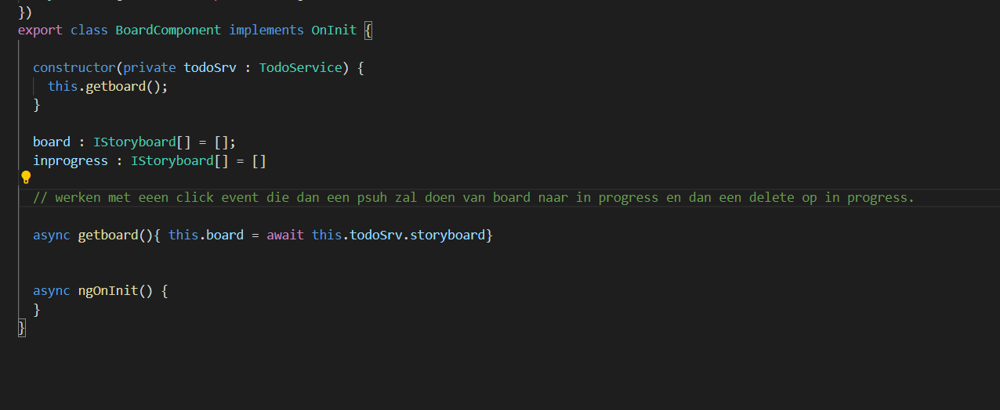 })
export class BoardComponent implements OnInit {
constructor(private todoSrv : TodoService) {
this.getboard();
}
board : IStoryboard[] = [];
inprogress : IStoryboard[] = []
// werken met eeen click event die dan een psuh zal doen van board naar in progress en dan een delete op in progress.
async getboard(){ this.board = await this.todoSrv.storyboard}
async ngOnInit() {
}
}